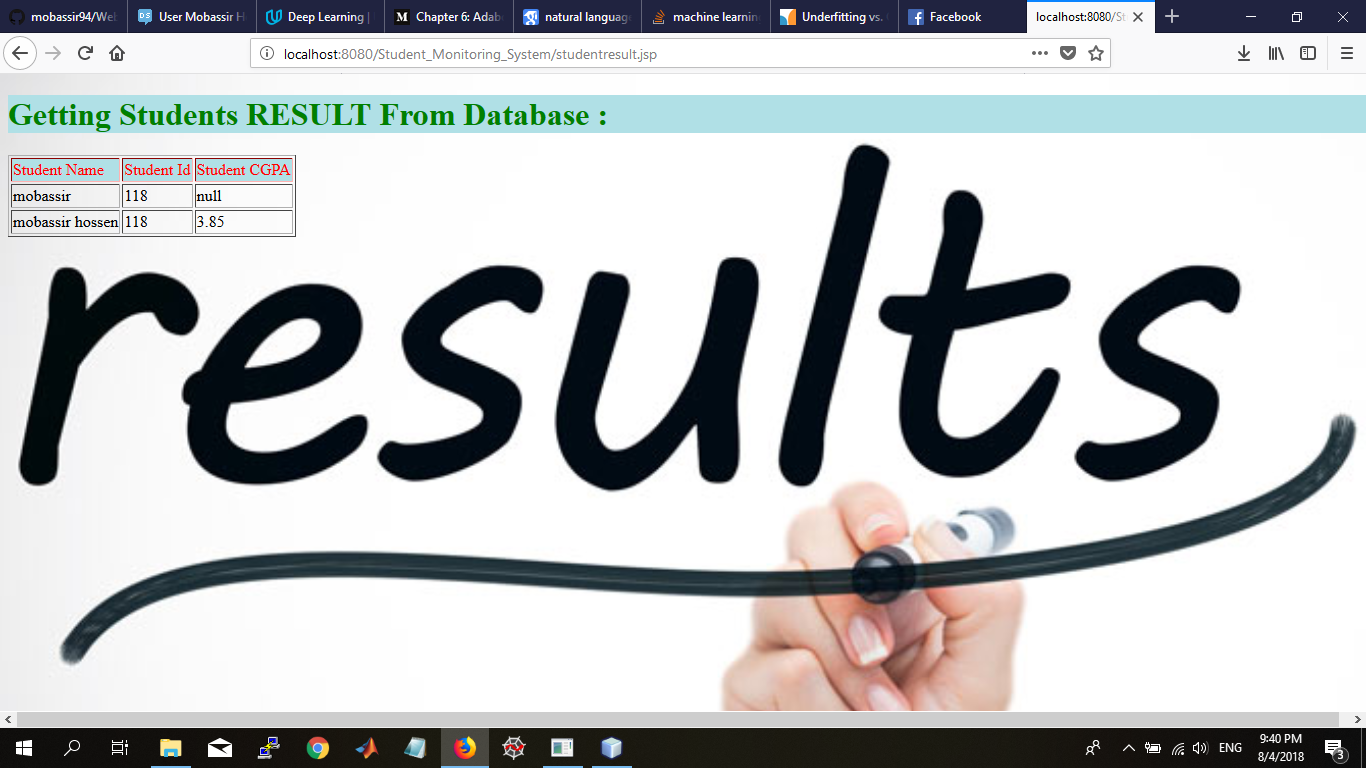 mobassir94/Wel
User Mobassir H
Deep Learning |
Chapter 6: Adab
natural language
machine learnin
Underfitting vs.
Facebook
localhost:8080/St
localhost:8080/Student_Monitoring_System/studentresult.jsp
Getting Students RESULT From Database :
Student Name Student Id Student CGPA
mobassir 118 null
mobassir hossen 118 3.85
results
ENG
9:40 PM
8/4/2018
3